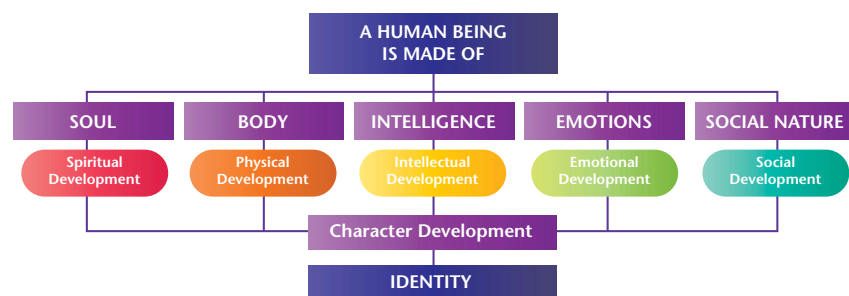 A HUMAN BEING
IS MADE OF
SOUL
BODY
INTELLIGENCE
EMOTIONS
SOCIAL NATURE
Spiritual
Development
Physical
Development
Intellectual
Development
Emotional
Development
Social
Development
Character Development
IDENTITY